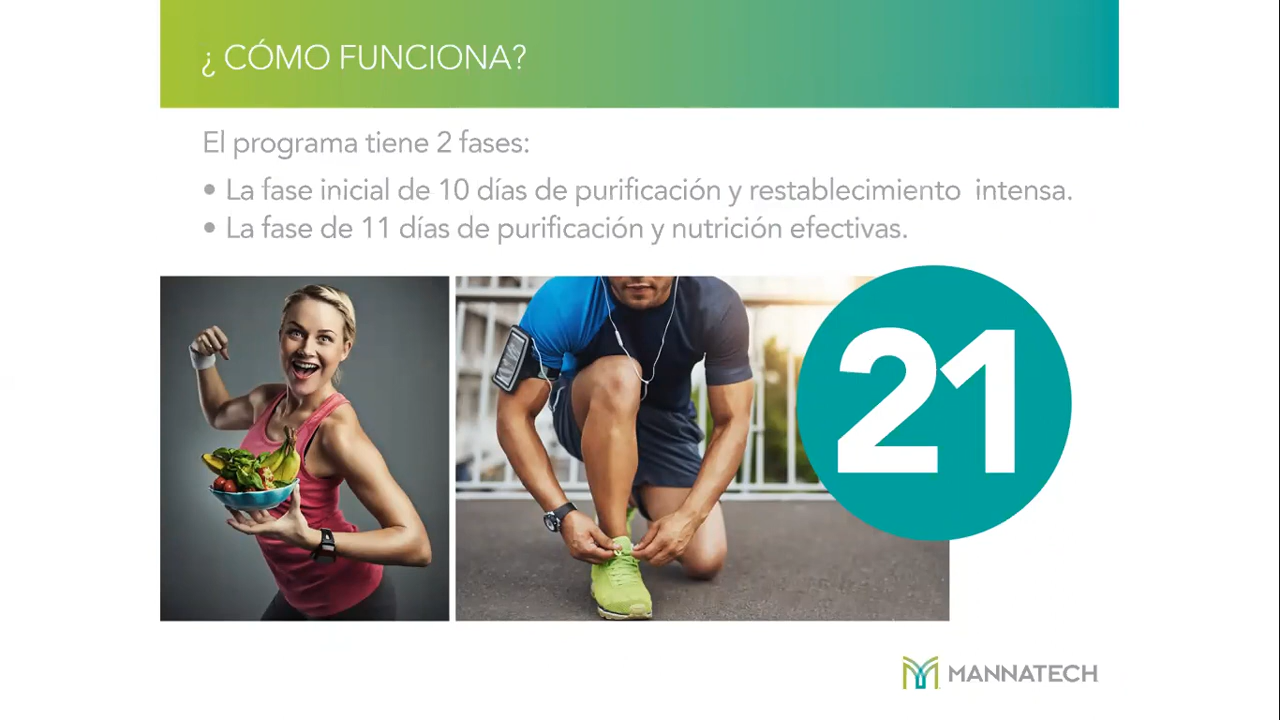 ¿ CÓMO FUNCIONA?
El programa tiene 2 fases:
• La fase inicial de 10 días de purificación y restablecimiento intensa.
• La fase de 11 días de purificación y nutrición efectivas.
21
MANNATECH